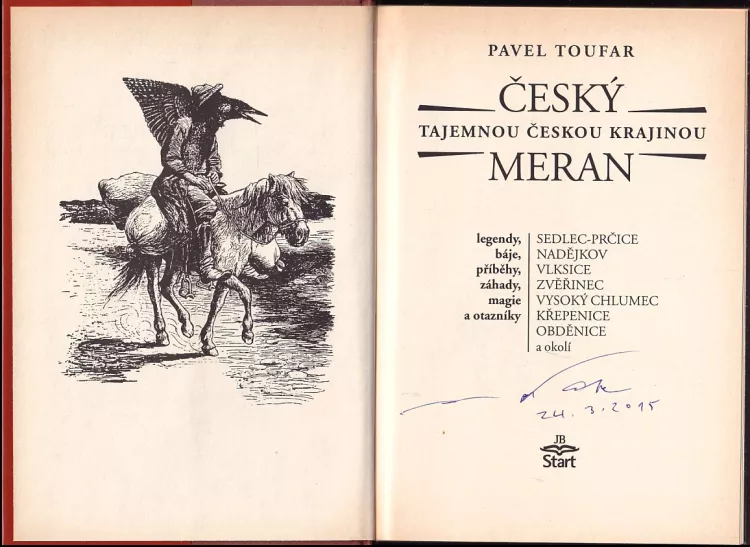 PAVEL TOUFAR
ČESKÝ
TAJEMNOU ČESKOU KRAJINOU
MERAN
legendy,
báje,
příběhy,
záhady,
magie
a otazníky
SEDLEC-PRČICE
NADĚJKOV
VLKSICE
ZVĚŘINEC
VYSOKÝ CHLUMEC
KŘEPENICE
OBDĚNICE
a okolí
24.3.2015
JB
Start